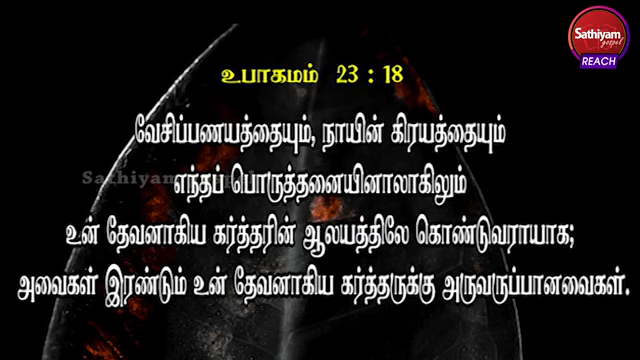 Sathiyam
gospel
REACH
உபாகமம் 23 : 18
வேசிப்பணயத்தையும், நாயின் கிரயத்தையும்
எந்தப் பொருத்தனையினாலாகிலும்
உன் தேவனாகிய கர்த்தரின் ஆலயத்திலே கொண்டுவராயாக;
அவைகள் இரண்டும் உன் தேவனாகிய கர்த்தருக்கு அருவருப்பானவைகள்.
Sathiyam